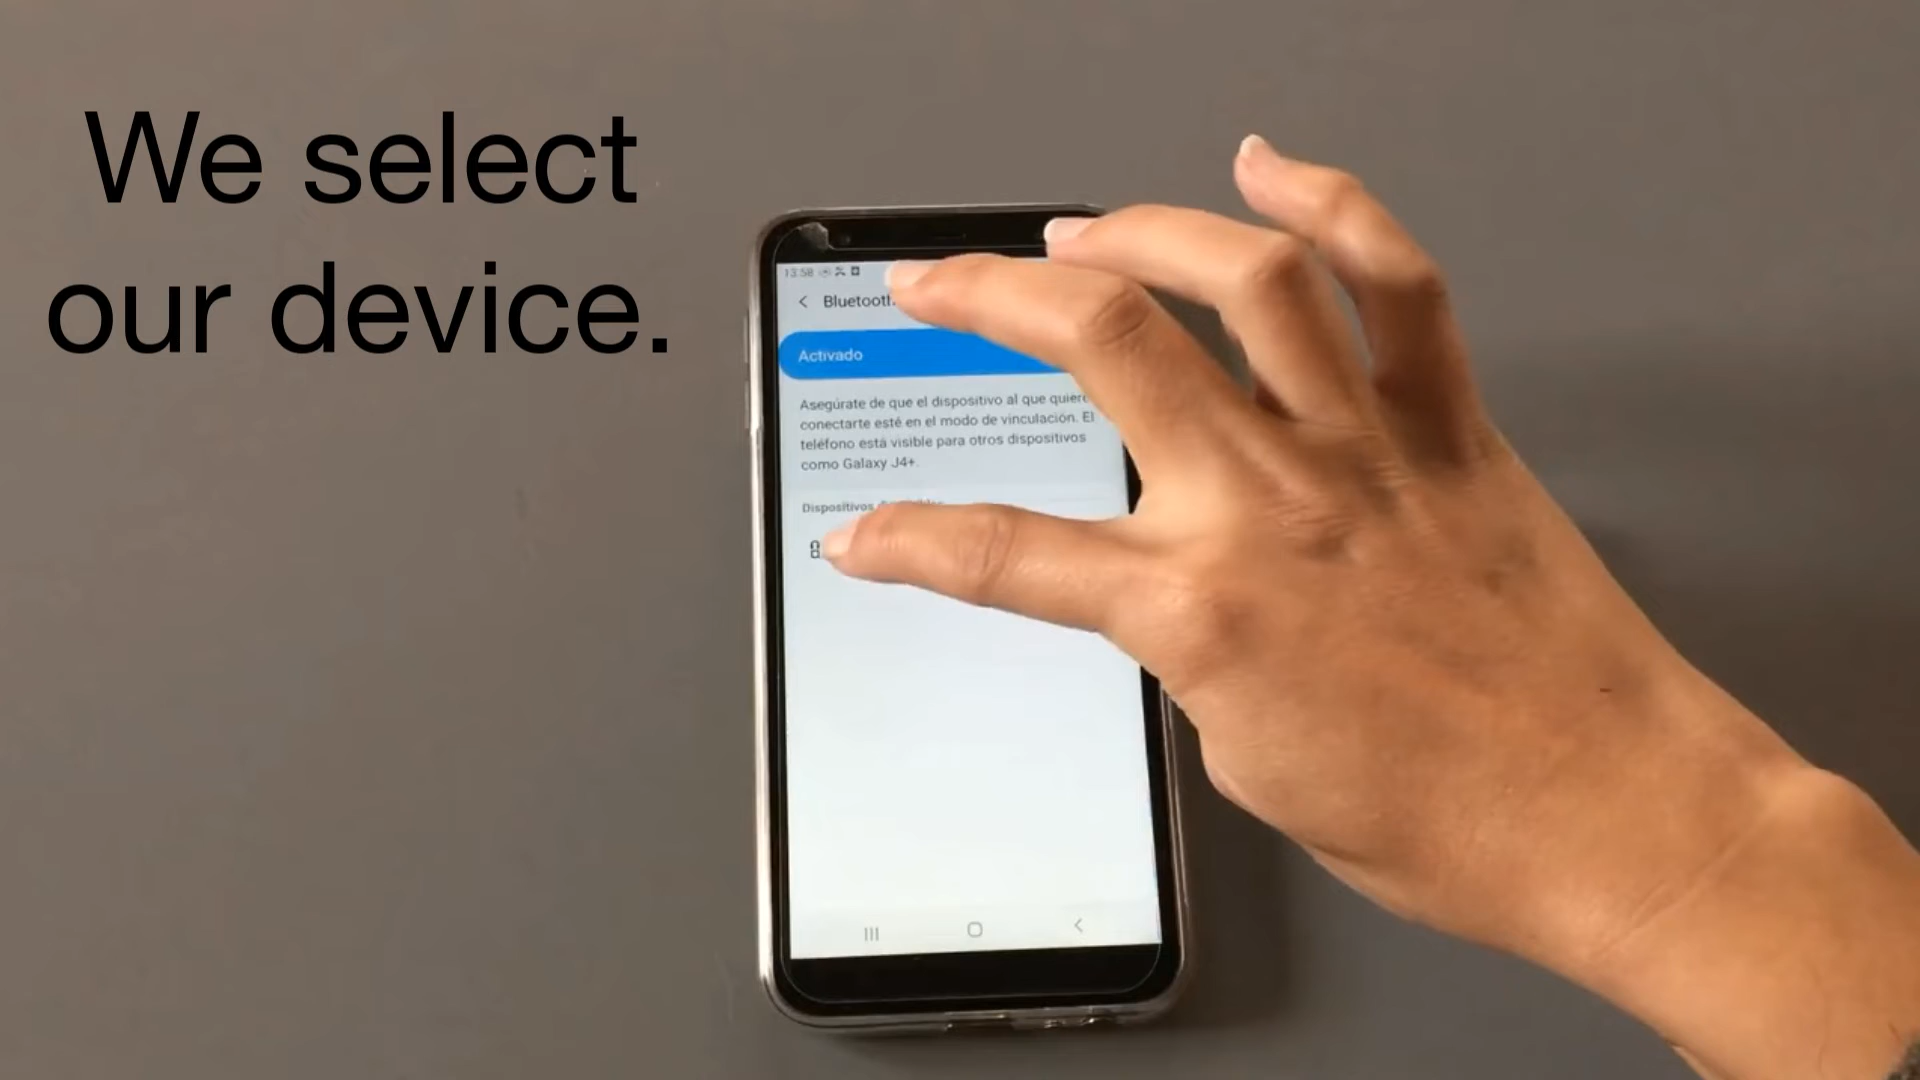 We select
our device.
13:58
Bluetooth
Activado
Asegúrate de que el dispositivo al que
conectarte esté en el modo de vinculación. El
teléfono está visible para otros dispositivos
como Galaxy J4+.
Dispositivos